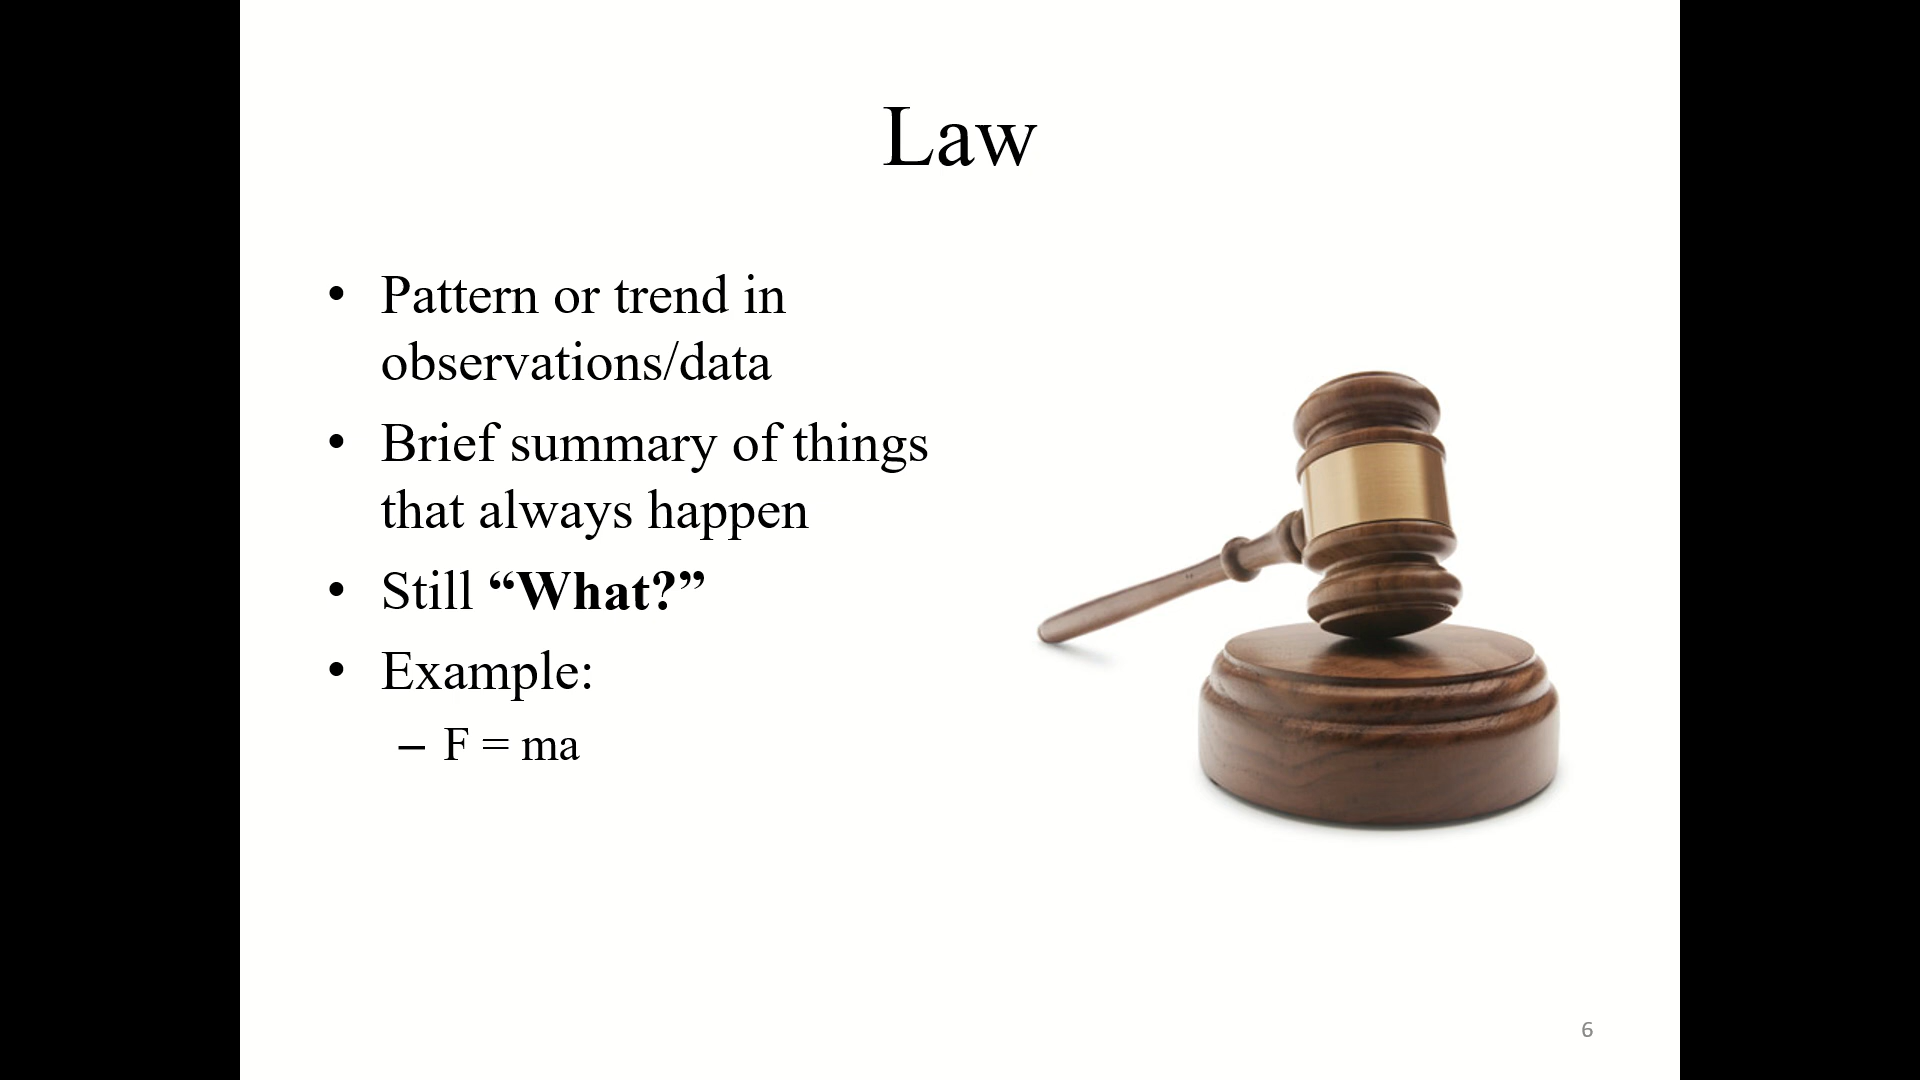 Law
• Pattern or trend in
observations/data
• Brief summary of things
that always happen
• Still “What?”
• Example:
– F = ma
6